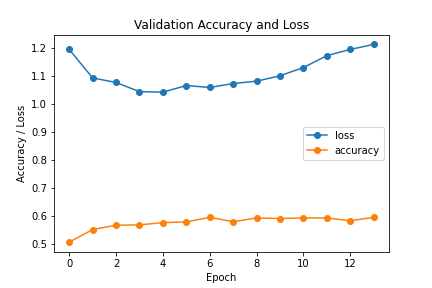 Validation Accuracy and Loss
1.2
1.1
1.0
0.9
0.8
0.7
0.6
0.5
Accuracy / Loss
loss
accuracy
0 2 4 6 8 10 12
Epoch